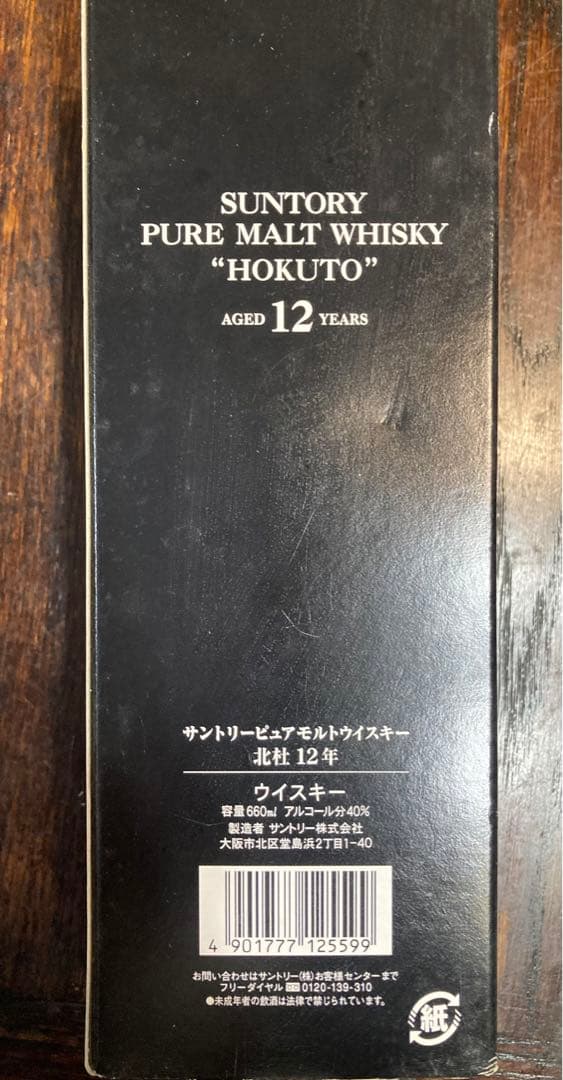 SUNTORY
PURE MALT WHISKY
“HOKUTO”
AGED 12 YEARS
サントリーピュアモルトウイスキー
北杜 12年
ウイスキー
容量660ml アルコール分40%
製造者 サントリー株式会社
大阪市北区堂島浜2丁目1-40
4 901777 125599
お問い合わせはサントリー(株)お客様センターまで
フリーダイヤル 0120-139-310
●未成年者の飲酒は法律で禁じられています。
紙